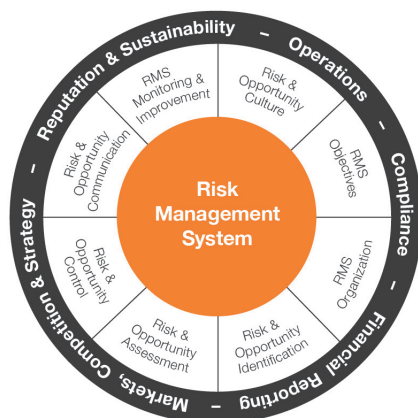 Reputation & Sustainability – Operations – Compliance – Financial Reporting – Markets, Competition & Strategy –
Risk &
Opportunity
Culture
RMS
Objectives
RMS
Organization
Risk &
Opportunity
Identification
Risk &
Opportunity
Assessment
Risk &
Opportunity
Control
Risk &
Opportunity
Communication
RMS
Monitoring &
Improvement
Risk
Management
System